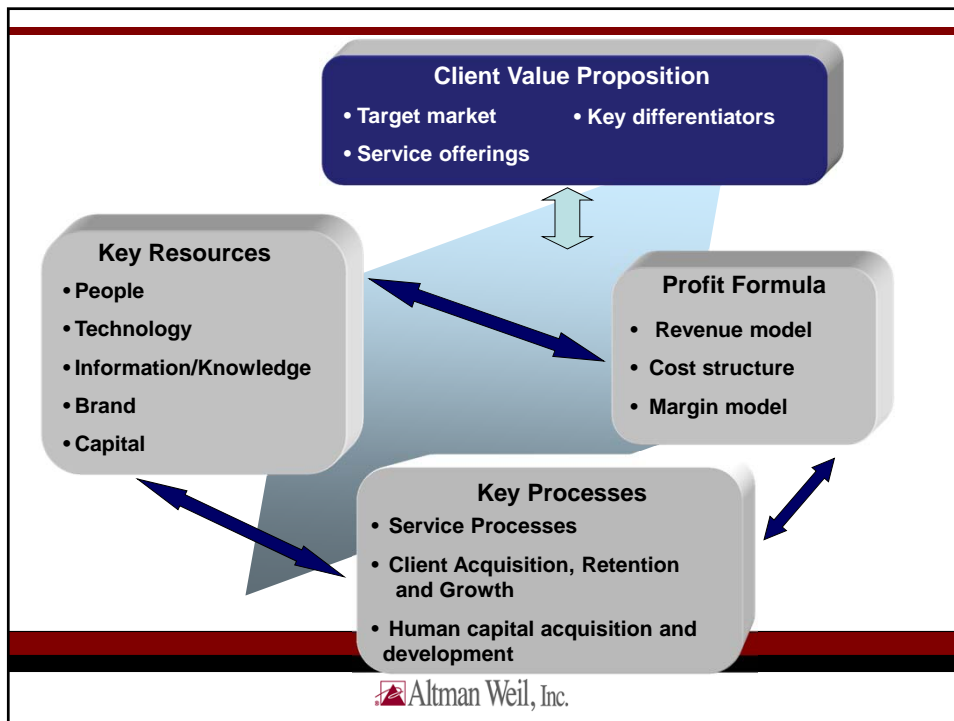 Client Value Proposition
• Target market
• Key differentiators
• Service offerings
Key Resources
• People
• Technology
• Information/Knowledge
• Brand
• Capital
Profit Formula
• Revenue model
• Cost structure
• Margin model
Key Processes
• Service Processes
• Client Acquisition, Retention
and Growth
• Human capital acquisition and
development
Altman Weil, Inc.